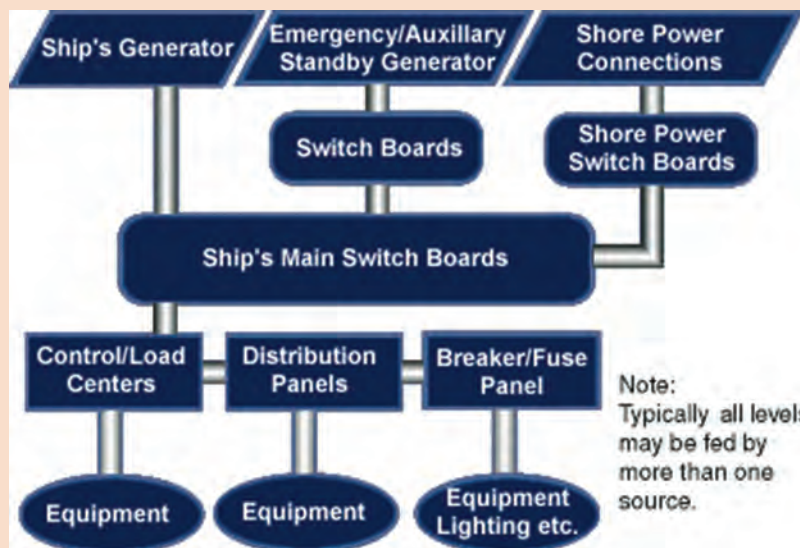 Ship's Generator
Emergency/Auxillary
Standby Generator
Shore Power
Connections
Switch Boards
Shore Power
Switch Boards
Ship's Main Switch Boards
Control/Load
Centers
Distribution
Panels
Breaker/Fuse
Panel
Equipment
Equipment
Equipment
Lighting etc.
Note:
Typically all levels
may be fed by
more than one
source.